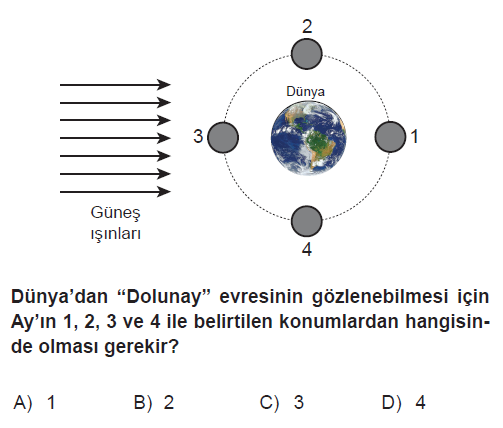 2
Dünya
3
1
Güneş
ışınları
4
Dünya’dan “Dolunay” evresinin gözlenebilmesi için
Ay’ın 1, 2, 3 ve 4 ile belirtilen konumlardan hangisin-
de olması gerekir?
A) 1 B) 2 C) 3 D) 4